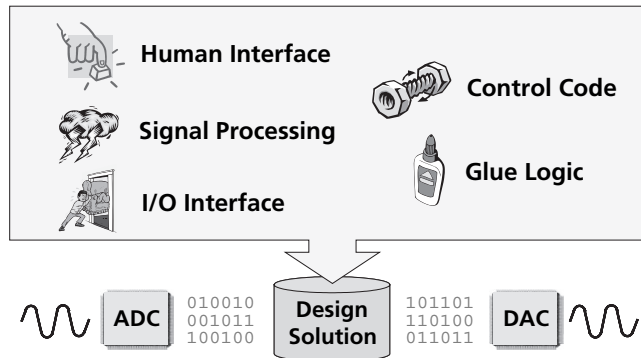 Human Interface
Signal Processing
I/O Interface
Control Code
Glue Logic
ADC
010010
001011
100100
Design
Solution
101101
110100
011011
DAC